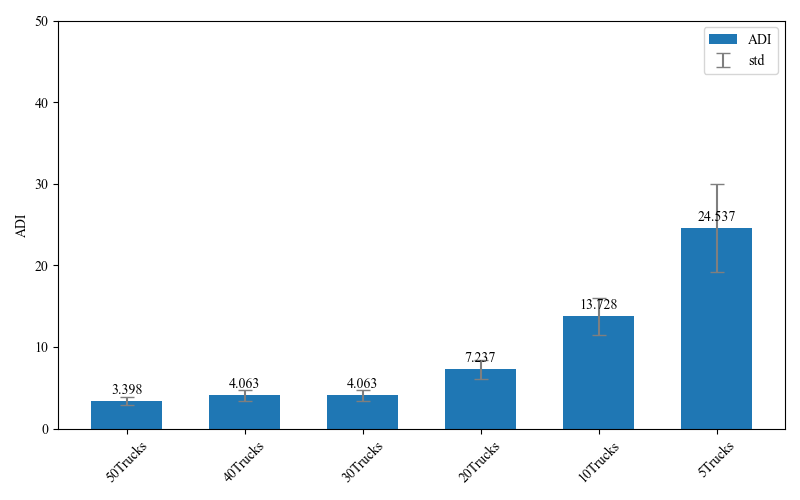 50
40
30
20
10
0
ADI
ADI
std
3.398
4.063
4.063
7.237
13.728
24.537
50Trucks
40Trucks
30Trucks
20Trucks
10Trucks
5Trucks